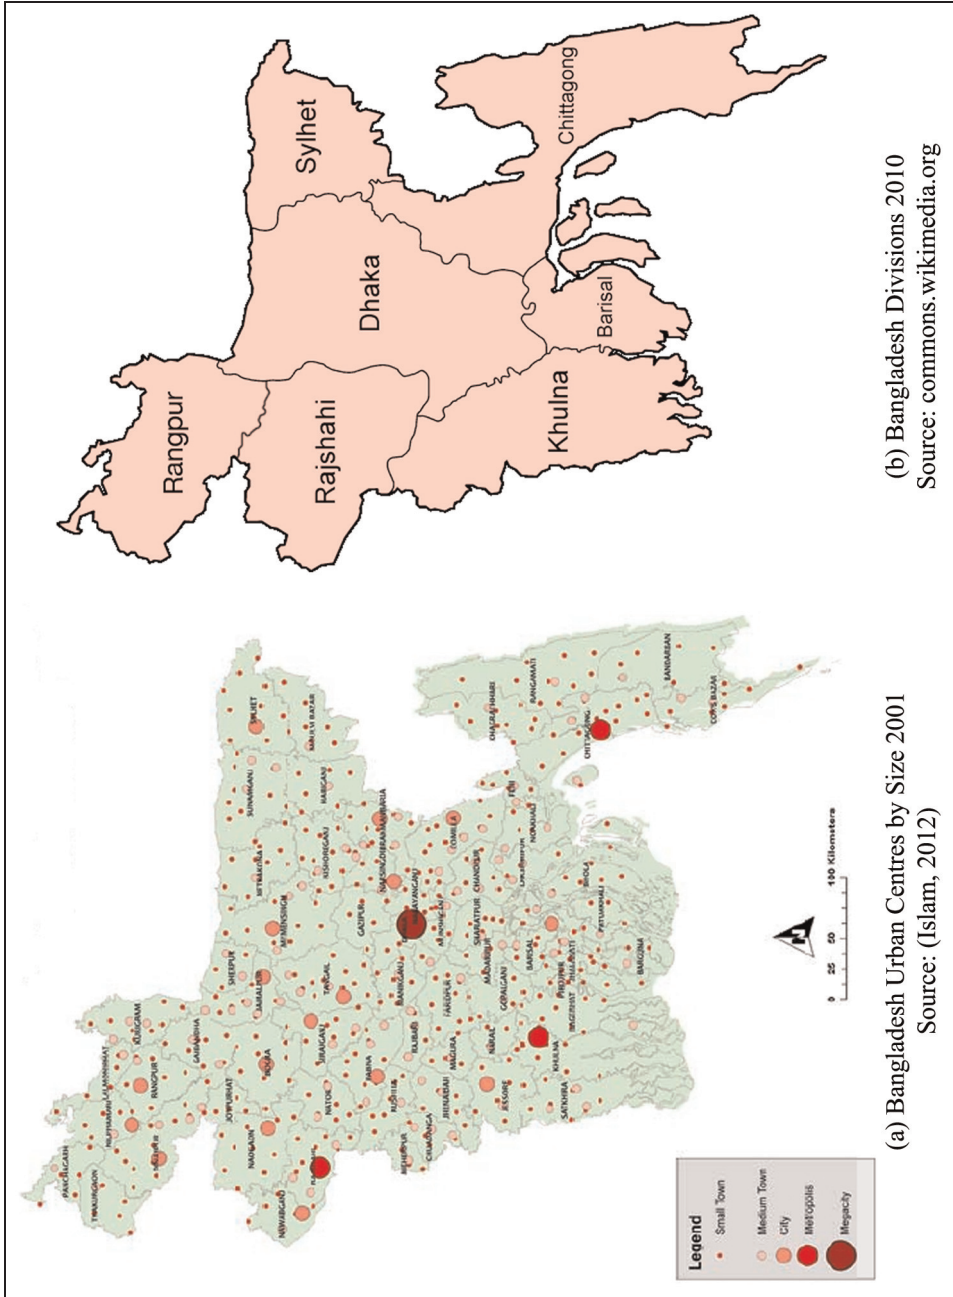 PANCHAGARH
THAKURGAON
NILPHAMARI
LALMONIRHAT
RANGPUR
KURIGRAM
GAIBANDHA
JOYPURHAT
NAOGAON
BOGRA
NAWABGANJ
NATOR
SIRAJGANJ
PABNA
SHERPUR
JAMALPUR
MYMENSINGH
NETRAKONA
TANGAIL
GAZIPUR
KISHOREGANJ
SUNAMGANJ
SYLHET
HABIGANJ
MAULVI BAZAR
MANIKGANJ
NARAYANGANJ
MUNSHIGANJ
COMILLA
CHANDPUR
KUSHTIA
MEHERPUR
CHUADANGA
JHENAIDAH
MAGURA
RAJBARI
FARIDPUR
MADARIPUR
GOPALGANJ
NARAIL
JESSORE
SATKHIRA
KHULNA
BAGERHAT
BARISAL
PATUAKHALI
BARGUNA
BHOLA
NOAKHALI
FENI
KHAGRACHHARI
RANGAMATI
CHITTAGONG
BANDARBAN
COX'S BAZAR
Legend
Small Town
Medium Town
City
Metropolis
Megacity
0 25 50 100 Kilometers
(a) Bangladesh Urban Centres by Size 2001
Source: (Islam, 2012)
Rangpur
Rajshahi
Dhaka
Sylhet
Khulna
Barisal
Chittagong
(b) Bangladesh Divisions 2010
Source: commons.wikimedia.org